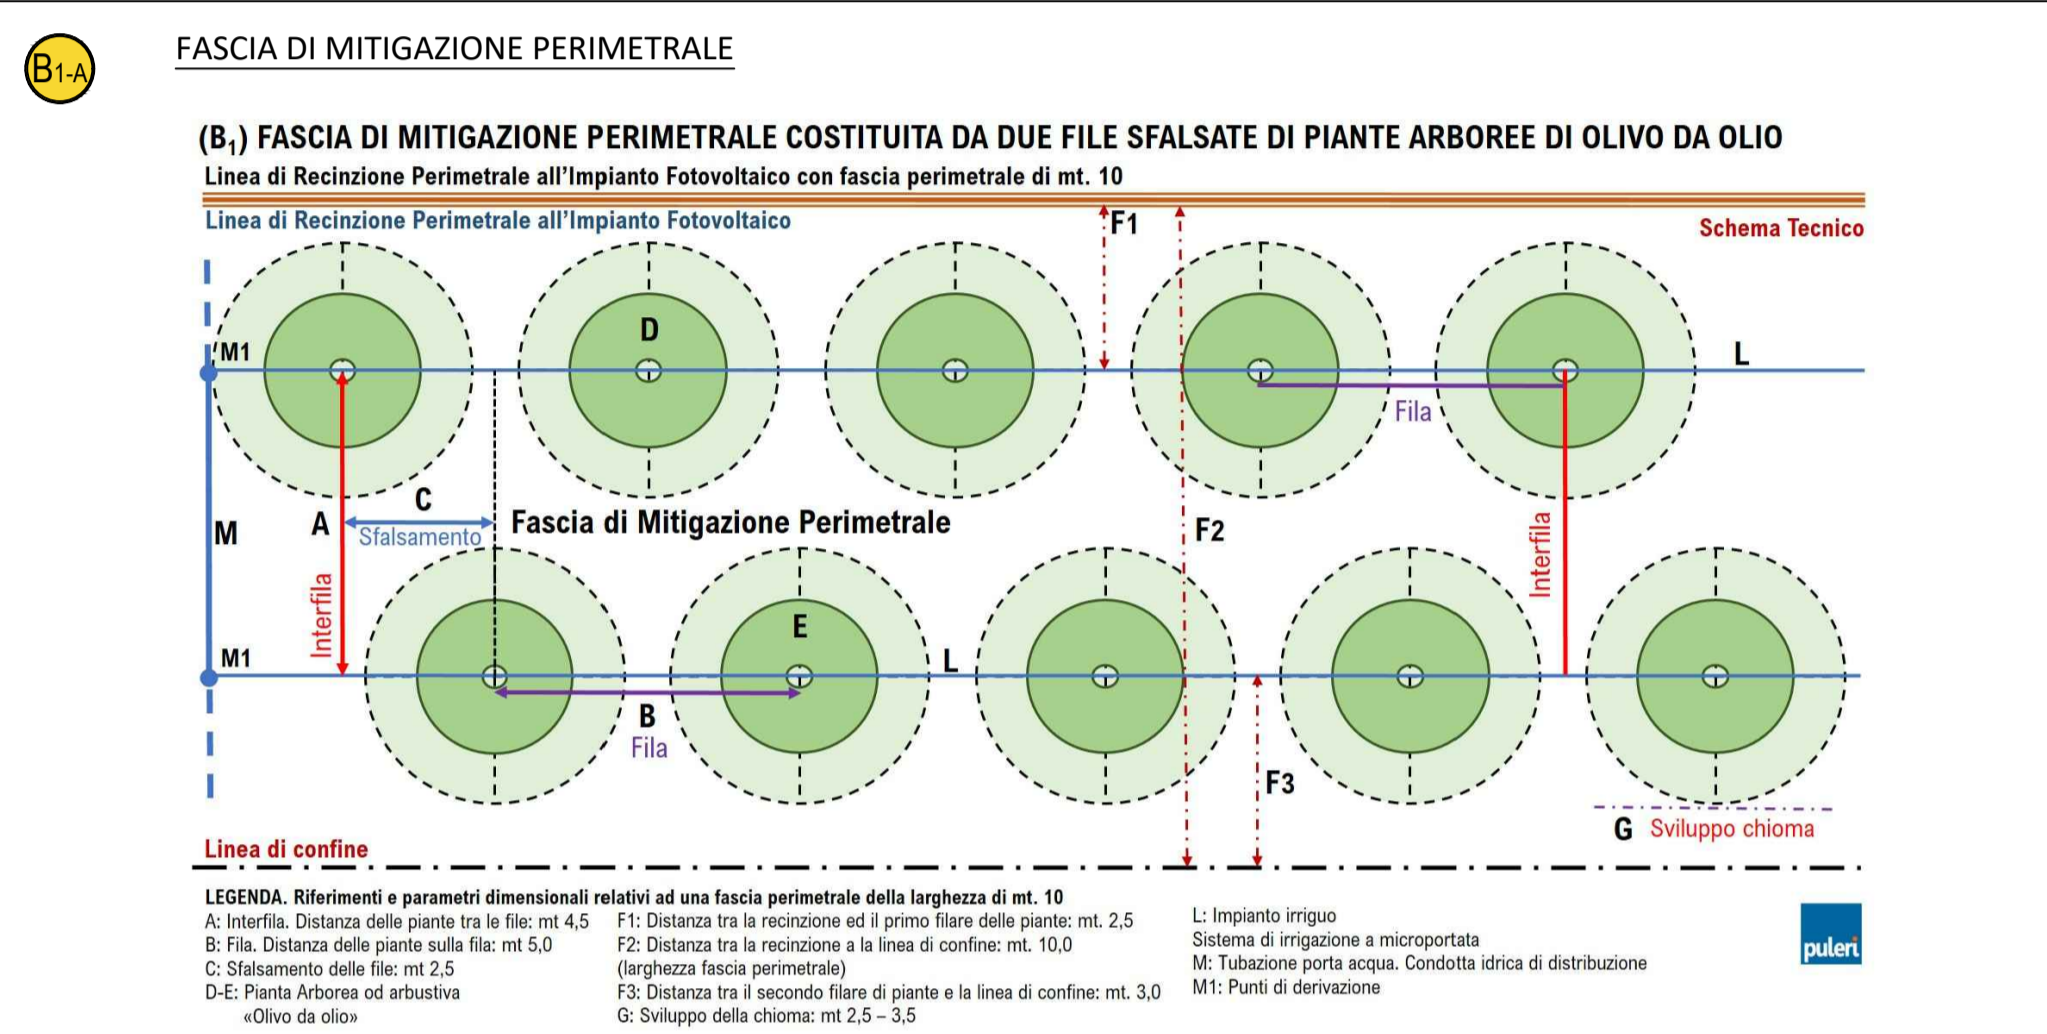 B1-A
FASCIA DI MITIGAZIONE PERIMETRALE
(B1) FASCIA DI MITIGAZIONE PERIMETRALE COSTITUITA DA DUE FILE SFALSATE DI PIANTE ARBOREE DI OLIVO DA OLIO
Linea di Recinzione Perimetrale all'Impianto Fotovoltaico con fascia perimetrale di mt. 10
Linea di Recinzione Perimetrale all'Impianto Fotovoltaico
F1
Schema Tecnico
D
M1
L
Fila
C
A
Sfalsamento
Fascia di Mitigazione Perimetrale
M
F2
Interfila
Interfila
E
M1
L
B
Fila
F3
G Sviluppo chioma
Linea di confine
LEGENDA. Riferimenti e parametri dimensionali relativi ad una fascia perimetrale della larghezza di mt. 10
A: Interfila. Distanza delle piante tra le file: mt 4,5
B: Fila. Distanza delle piante sulla fila: mt 5,0
C: Sfalsamento delle file: mt 2,5
D-E: Pianta Arborea od arbustiva
«Olivo da olio»
F1: Distanza tra la recinzione ed il primo filare delle piante: mt. 2,5
F2: Distanza tra la recinzione a la linea di confine: mt. 10,0
(larghezza fascia perimetrale)
F3: Distanza tra il secondo filare di piante e la linea di confine: mt. 3,0
G: Sviluppo della chioma: mt 2,5 – 3,5
L: Impianto irriguo
Sistema di irrigazione a microportata
M: Tubazione porta acqua. Condotta idrica di distribuzione
M1: Punti di derivazione
puleri